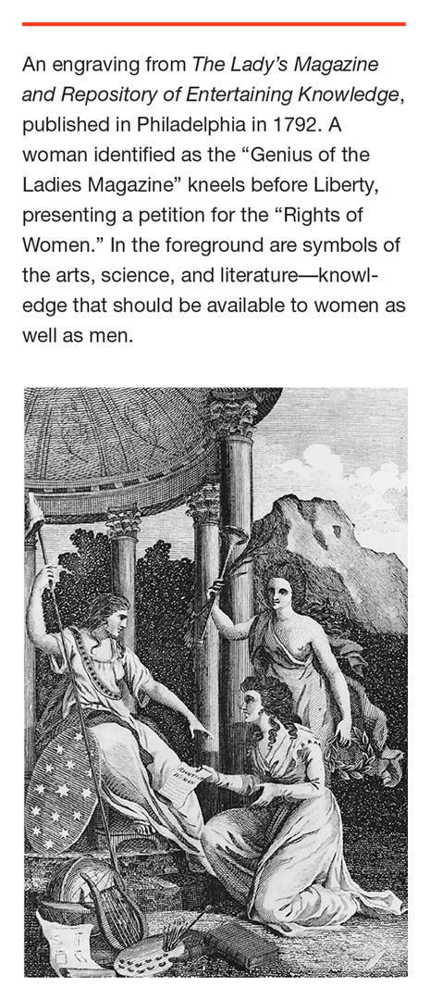 An engraving from The Lady’s Magazine
and Repository of Entertaining Knowledge,
published in Philadelphia in 1792. A
woman identified as the “Genius of the
Ladies Magazine” kneels before Liberty,
presenting a petition for the “Rights of
Women.” In the foreground are symbols of
the arts, science, and literature—knowl-
edge that should be available to women as
well as men.
WOMAN